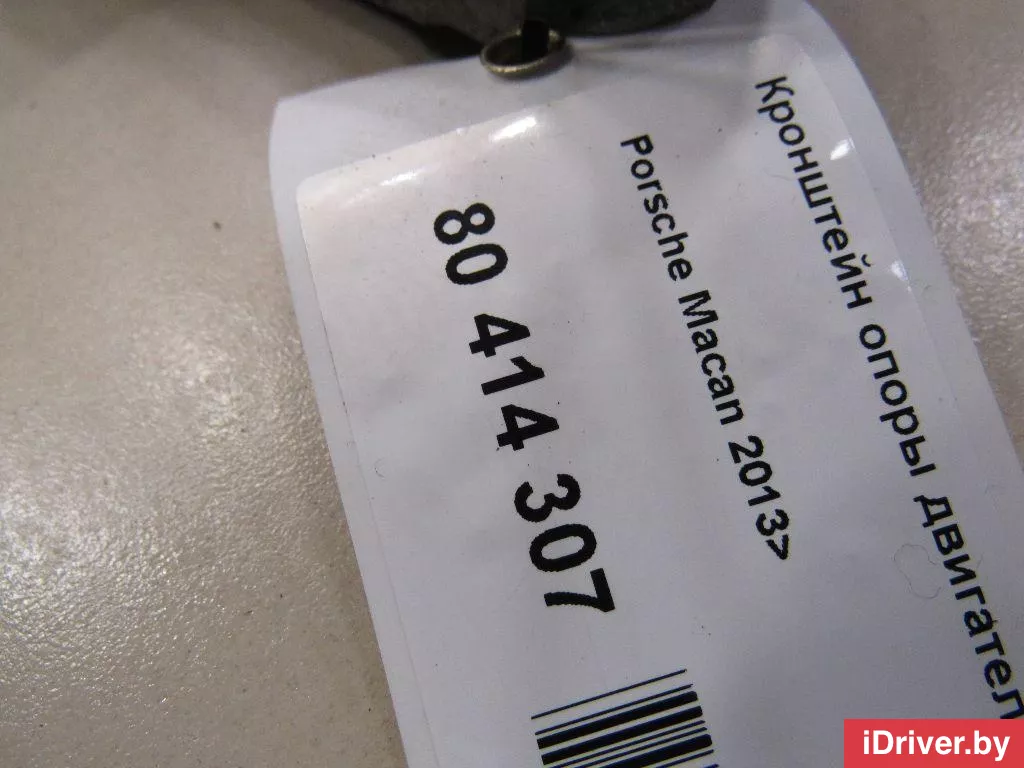 Кронштейн опоры двигател
Porsche Macan 2013>
80 414 307
iDriver.by